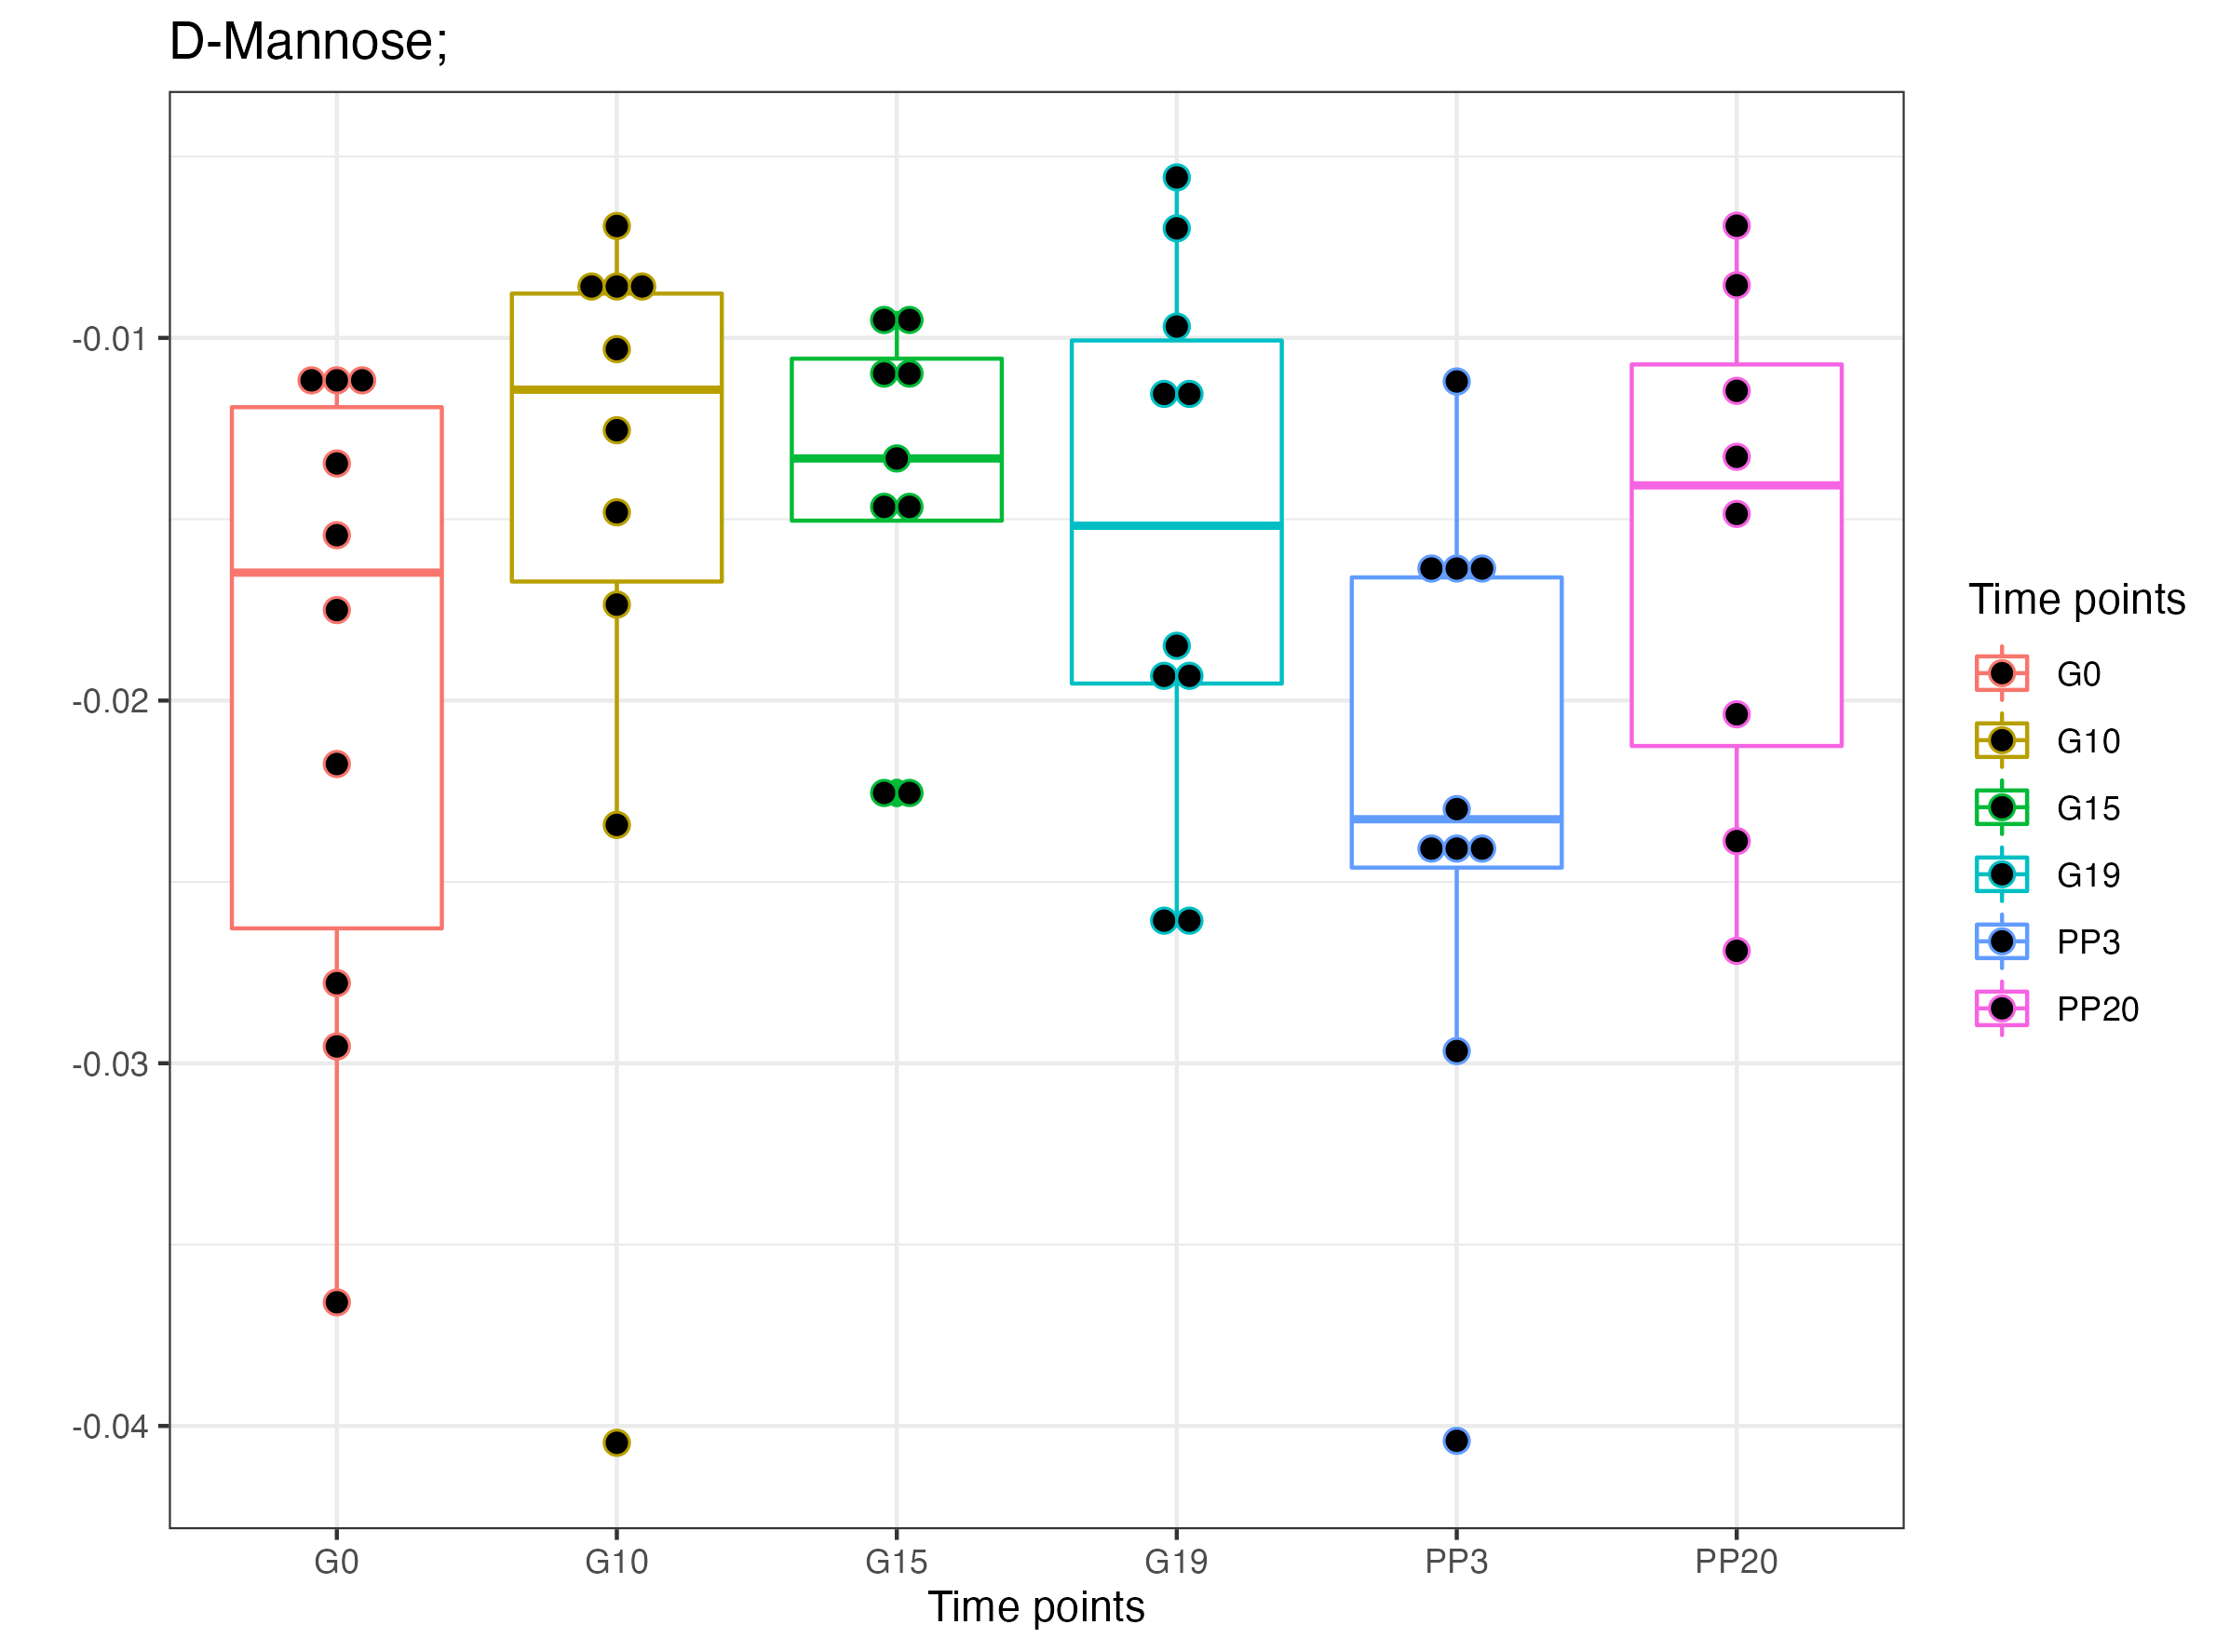 D-Mannose;
-0.01
-0.02
-0.03
-0.04
G0 G10 G15 G19 PP3 PP20
Time points
Time points
G0
G10
G15
G19
PP3
PP20